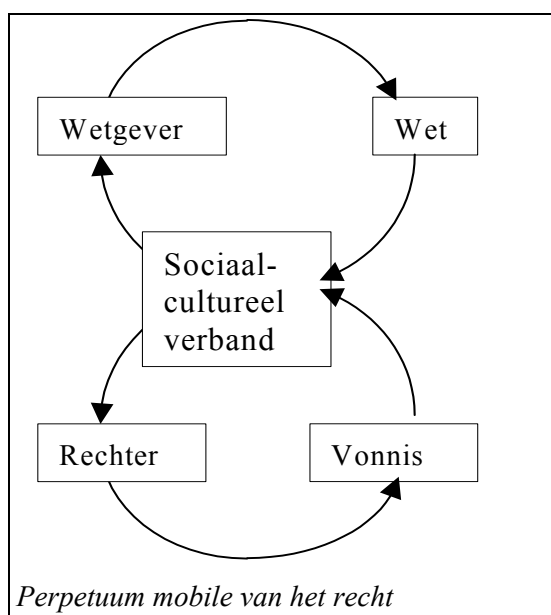 Wetgever
Wet
Sociaal-
cultureel
verband
Rechter
Vonnis
Perpetuum mobile van het recht